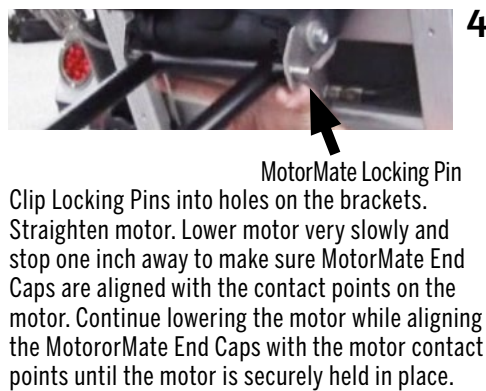 4
MotorMate Locking Pin
Clip Locking Pins into holes on the brackets.
Straighten motor. Lower motor very slowly and
stop one inch away to make sure MotorMate End
Caps are aligned with the contact points on the
motor. Continue lowering the motor while aligning
the MotororMate End Caps with the motor contact
points until the motor is securely held in place.